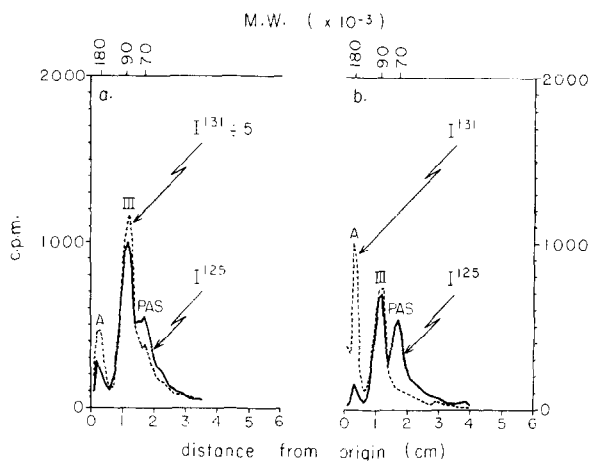 M.W. ( x 10⁻³)
180 90 70
180 90 70
2000
2000
a.
b.
I¹³¹ ÷ 5
I¹³¹
III
1000
A
1000
c.p.m.
I¹²⁵
III
I¹²⁵
A
PAS
PAS
0
0
0 1 2 3 4 5 6
0 1 2 3 4 5 6
distance from origin (cm)